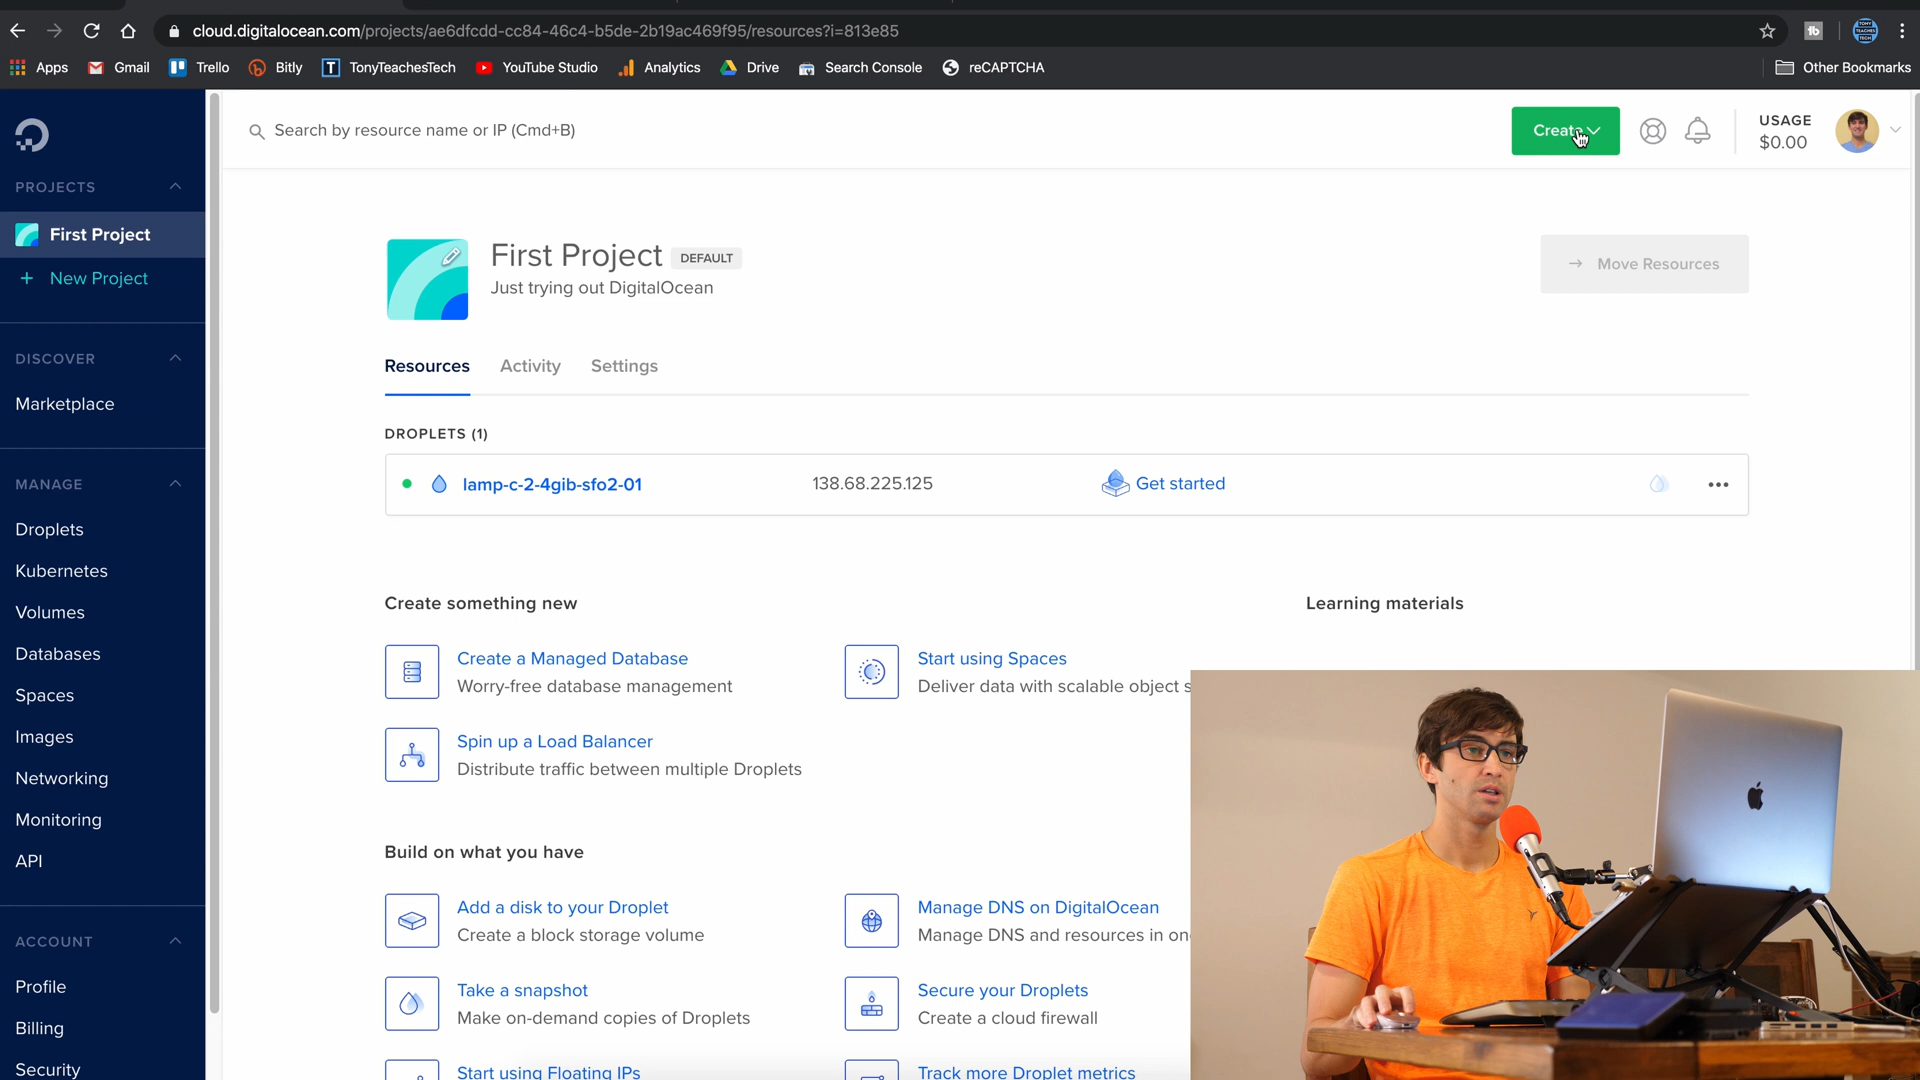 cloud.digitalocean.com/projects/ae6dfcdd-cc84-46c4-b5de-2b19ac469f95/resources?i=813e85
Apps
Gmail
Trello
Bitly
TonyTeachesTech
YouTube Studio
Analytics
Drive
Search Console
reCAPTCHA
Other Bookmarks
Search by resource name or IP (Cmd+B)
Create
USAGE
$0.00
PROJECTS
First Project
+ New Project
DISCOVER
Marketplace
MANAGE
Droplets
Kubernetes
Volumes
Databases
Spaces
Images
Networking
Monitoring
API
ACCOUNT
Profile
Billing
Security
First Project DEFAULT
Just trying out DigitalOcean
→ Move Resources
Resources
Activity
Settings
DROPLETS (1)
lamp-c-2-4gib-sfo2-01
138.68.225.125
Get started
Create something new
Learning materials
Create a Managed Database
Worry-free database management
Start using Spaces
Deliver data with scalable object s
Spin up a Load Balancer
Distribute traffic between multiple Droplets
Build on what you have
Add a disk to your Droplet
Create a block storage volume
Manage DNS on DigitalOcean
Manage DNS and resources in on
Take a snapshot
Make on-demand copies of Droplets
Secure your Droplets
Create a cloud firewall
Start using Floating IPs
Track more Droplet metrics